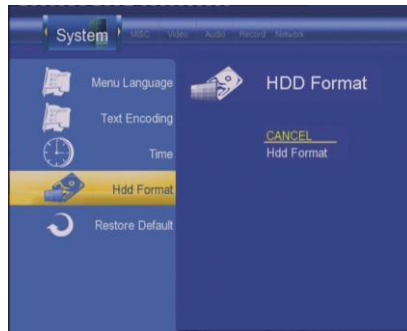 System MISC Video Audio Record Network
Menu Language
Text Encoding
Time
Hdd Format
Restore Default
HDD Format
CANCEL
Hdd Format